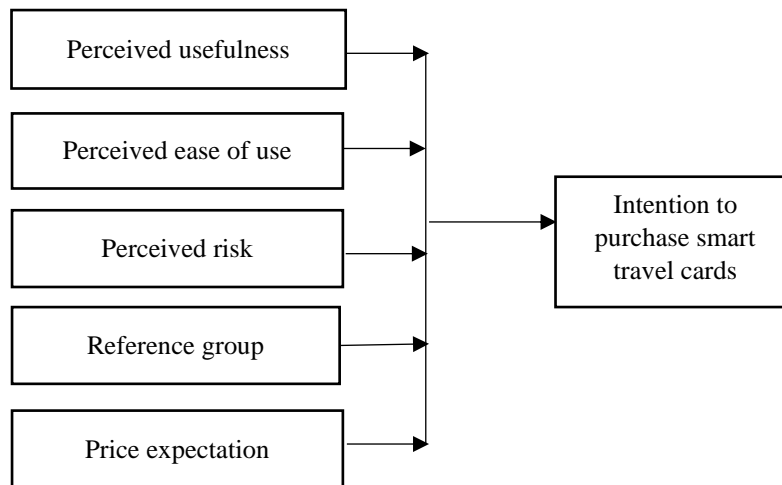 Perceived usefulness
Perceived ease of use
Perceived risk
Reference group
Price expectation
Intention to
purchase smart
travel cards